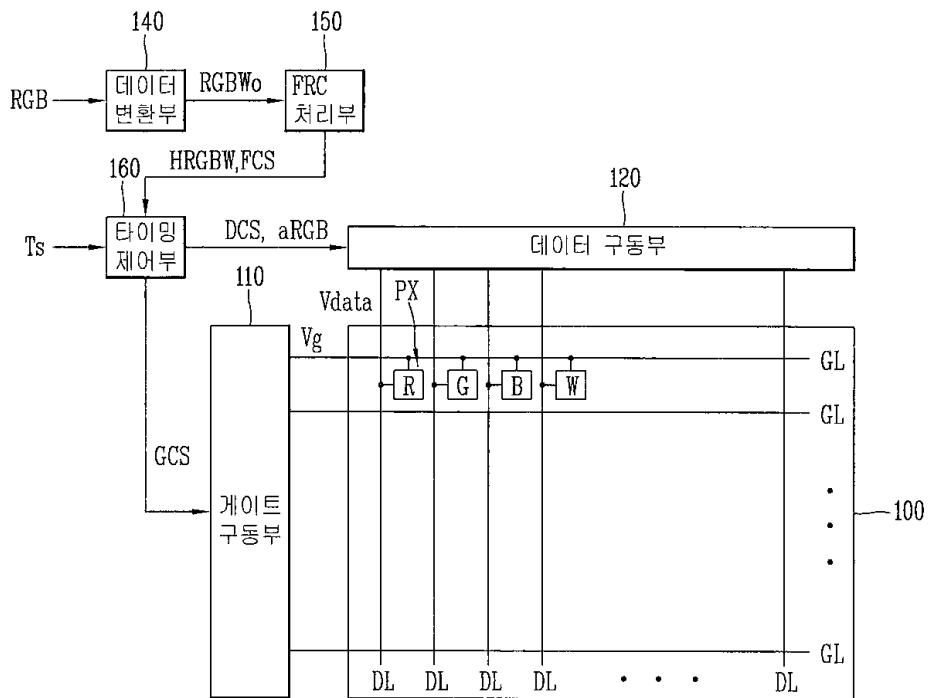 140
150
RGB
데이터
변환부
RGBWo
FRC
처리부
HRGBW,FCS
160
120
Ts
타이밍
제어부
DCS, aRGB
데이터 구동부
110
Vdata
PX
Vg
R
G
B
W
GL
GL
GCS
게이트
구동부
100
GL
DL
DL
DL
DL
DL